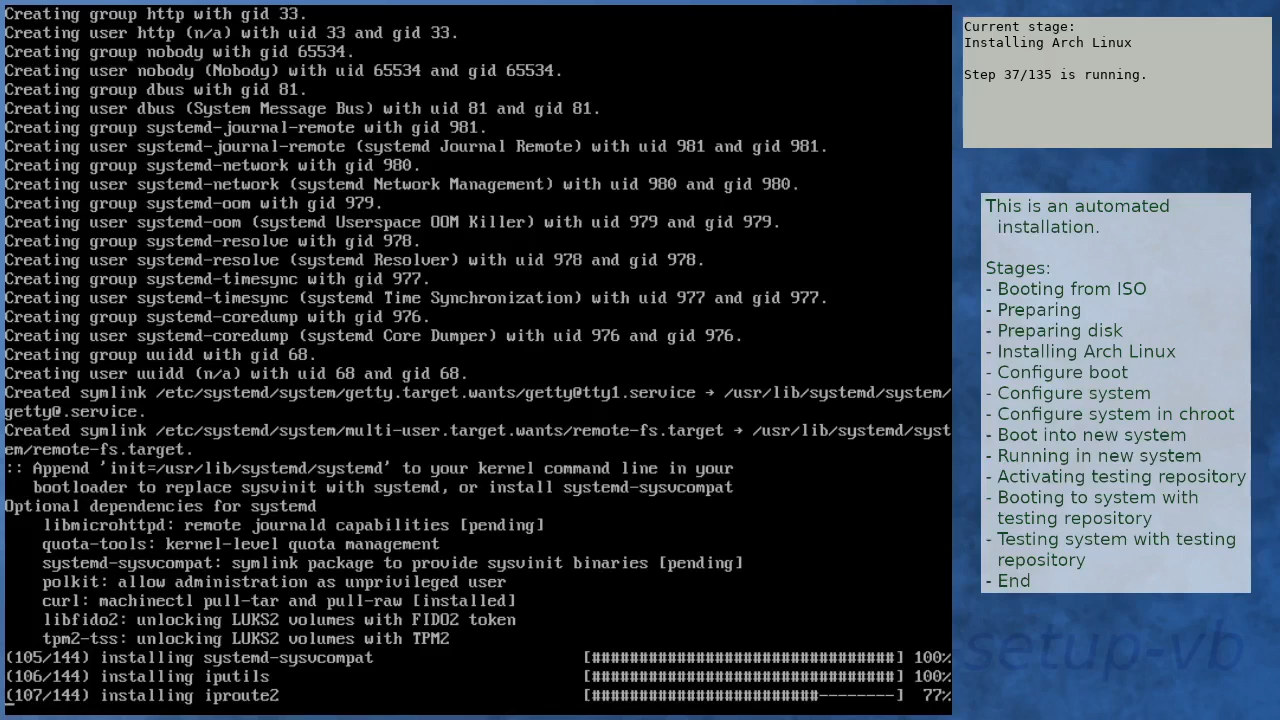 Creating group http with gid 33.
Creating user http (n/a) with uid 33 and gid 33.
Creating group nobody with gid 65534.
Creating user nobody (Nobody) with uid 65534 and gid 65534.
Creating group dbus with gid 81.
Creating user dbus (System Message Bus) with uid 81 and gid 81.
Creating group systemd-journal-remote with gid 981.
Creating user systemd-journal-remote (systemd Journal Remote) with uid 981 and gid 981.
Creating group systemd-network with gid 980.
Creating user systemd-network (systemd Network Management) with uid 980 and gid 980.
Creating group systemd-oom with gid 979.
Creating user systemd-oom (systemd Userspace OOM Killer) with uid 979 and gid 979.
Creating group systemd-resolve with gid 978.
Creating user systemd-resolve (systemd Resolver) with uid 978 and gid 978.
Creating group systemd-timesync with gid 977.
Creating user systemd-timesync (systemd Time Synchronization) with uid 977 and gid 977.
Creating group systemd-coredump with gid 976.
Creating user systemd-coredump (systemd Core Dumper) with uid 976 and gid 976.
Creating group uuidd with gid 68.
Creating user uuidd (n/a) with uid 68 and gid 68.
Created symlink /etc/systemd/system/getty.target.wants/getty@tty1.service → /usr/lib/systemd/system/
getty@.service.
Created symlink /etc/systemd/system/multi-user.target.wants/remote-fs.target → /usr/lib/systemd/syst
em/remote-fs.target.
:: Append 'init=/usr/lib/systemd/systemd' to your kernel command line in your
bootloader to replace sysvinit with systemd, or install systemd-sysvcompat
Optional dependencies for systemd
libmicrohttpd: remote journald capabilities [pending]
quota-tools: kernel-level quota management
systemd-sysvcompat: symlink package to provide sysvinit binaries [pending]
polkit: allow administration as unprivileged user
curl: machinectl pull-tar and pull-raw [installed]
libfido2: unlocking LUKS2 volumes with FIDO2 token
tpm2-tss: unlocking LUKS2 volumes with TPM2
(105/144) installing systemd-sysvcompat [################################] 100%
(106/144) installing iputils [################################] 100%
(107/144) installing iproute2 [########################--------] 77%
Current stage:
Installing Arch Linux
Step 37/135 is running.
This is an automated
installation.
Stages:
- Booting from ISO
- Preparing
- Preparing disk
- Installing Arch Linux
- Configure boot
- Configure system
- Configure system in chroot
- Boot into new system
- Running in new system
- Activating testing repository
- Booting to system with
testing repository
- Testing system with testing
repository
- End
setup-vb